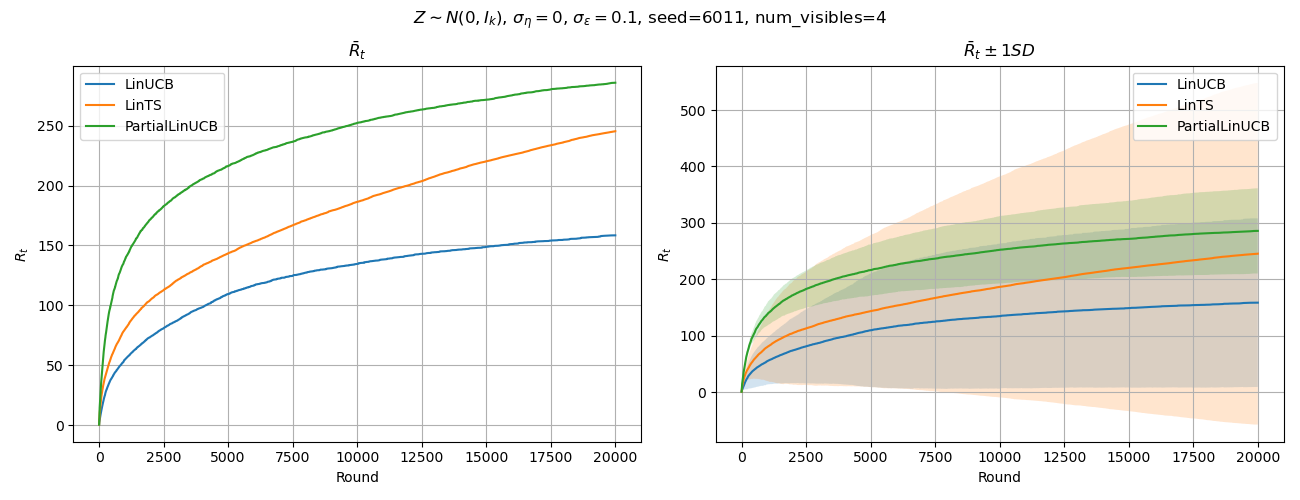 Z ∼ N(0, I_k), σ_η = 0, σ_ε = 0.1, seed=6011, num_visibles=4
R̄_t
R_t
250
200
150
100
50
0
LinUCB
LinTS
PartialLinUCB
0 2500 5000 7500 10000 12500 15000 17500 20000
Round
R̄_t ± 1SD
R_t
500
400
300
200
100
0
LinUCB
LinTS
PartialLinUCB
0 2500 5000 7500 10000 12500 15000 17500 20000
Round